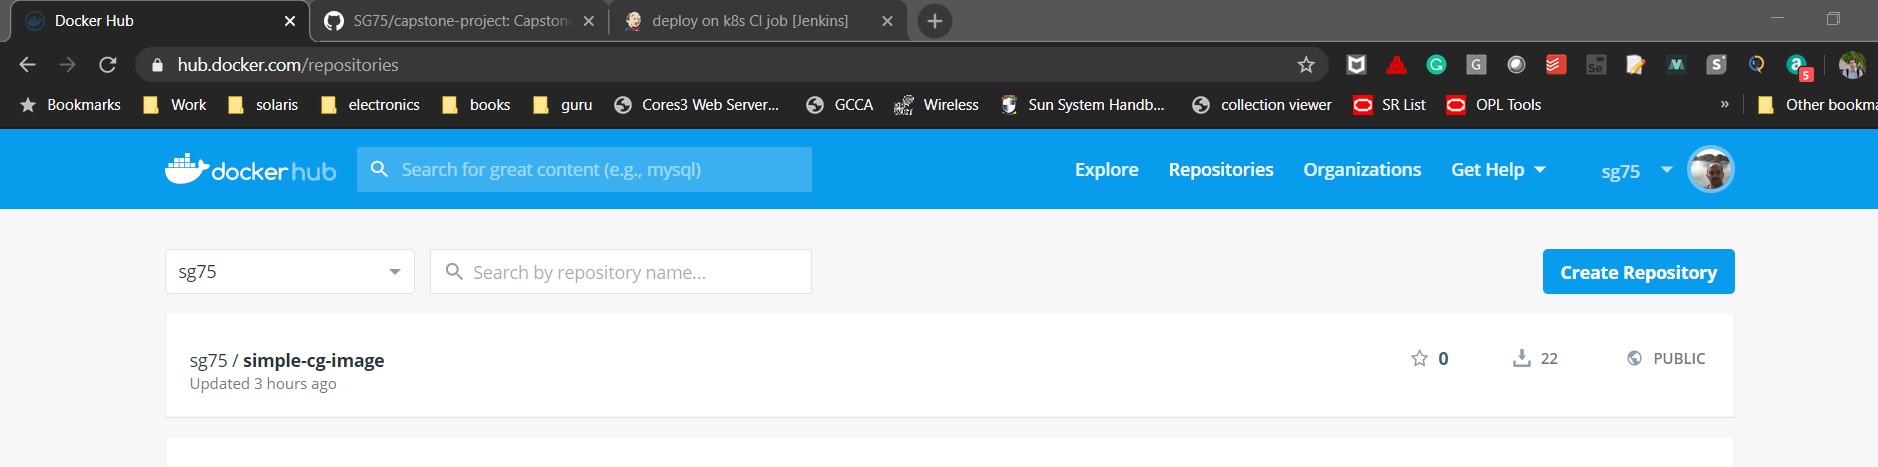 Docker Hub
SG75/capstone-project: Capston
deploy on k8s CI job [Jenkins]
hub.docker.com/repositories
G
Se
S
a
5
Bookmarks
Work
solaris
electronics
books
guru
Cores3 Web Server...
GCCA
Wireless
Sun System Handb...
collection viewer
SR List
OPL Tools
»
Other bookma
docker hub
Search for great content (e.g., mysql)
Explore
Repositories
Organizations
Get Help
sg75
sg75
Search by repository name...
Create Repository
sg75 / simple-cg-image
0
22
PUBLIC
Updated 3 hours ago